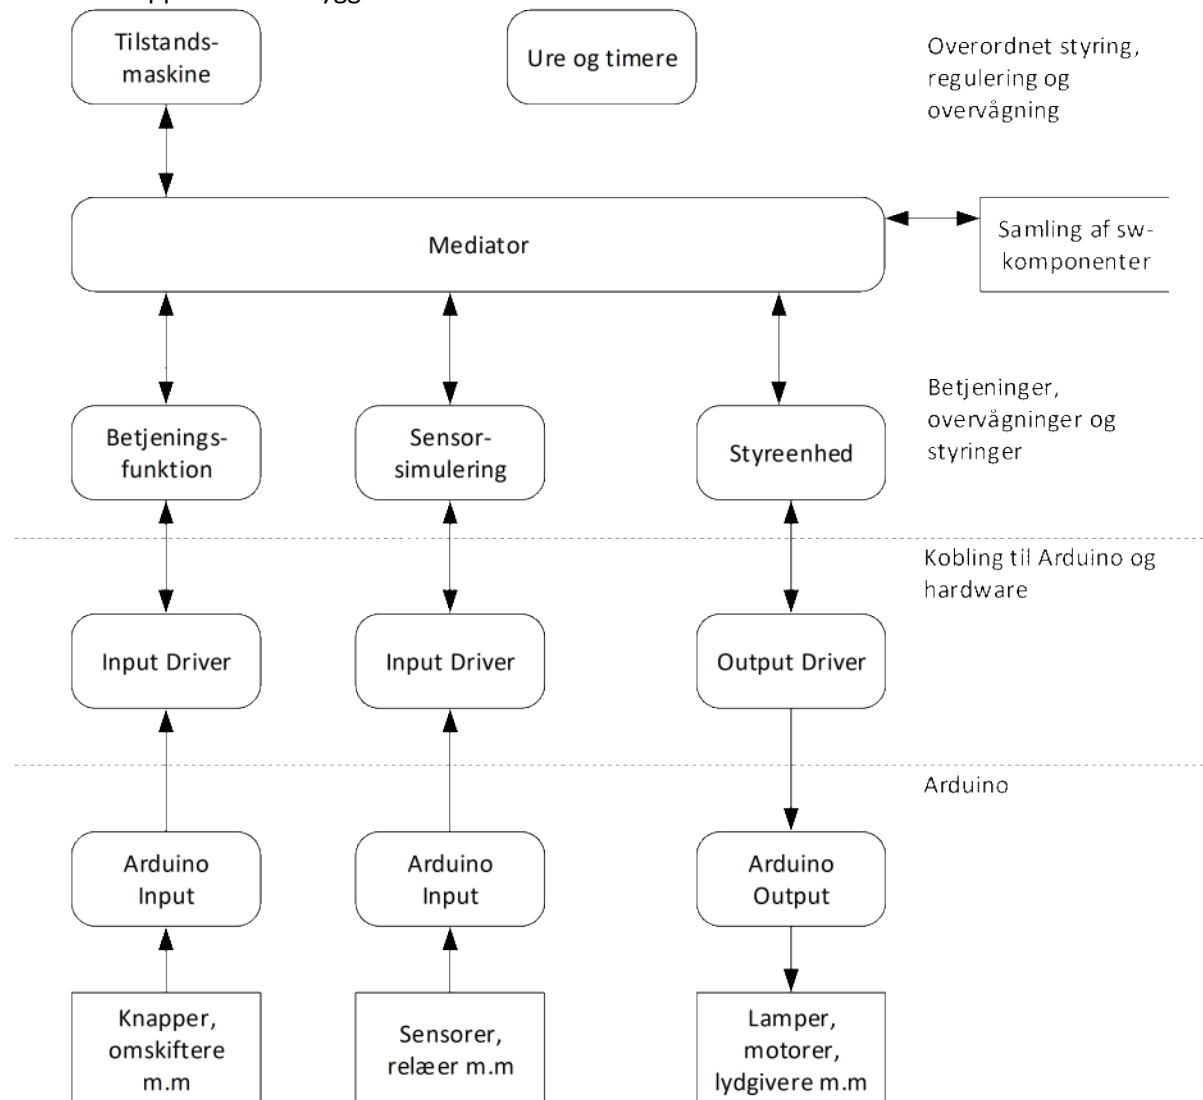 Tilstands-
maskine
Ure og timere
Overordnet styring,
regulering og
overvågning
Mediator
Samling af sw-
komponenter
Betjenings-
funktion
Sensor-
simulering
Styreenhed
Betjeninger,
overvågninger og
styringer
Kobling til Arduino og
hardware
Input Driver
Input Driver
Output Driver
Arduino
Arduino
Input
Arduino
Input
Arduino
Output
Knapper,
omskiftere
m.m
Sensorer,
relæer m.m
Lamper,
motorer,
lydgivere m.m